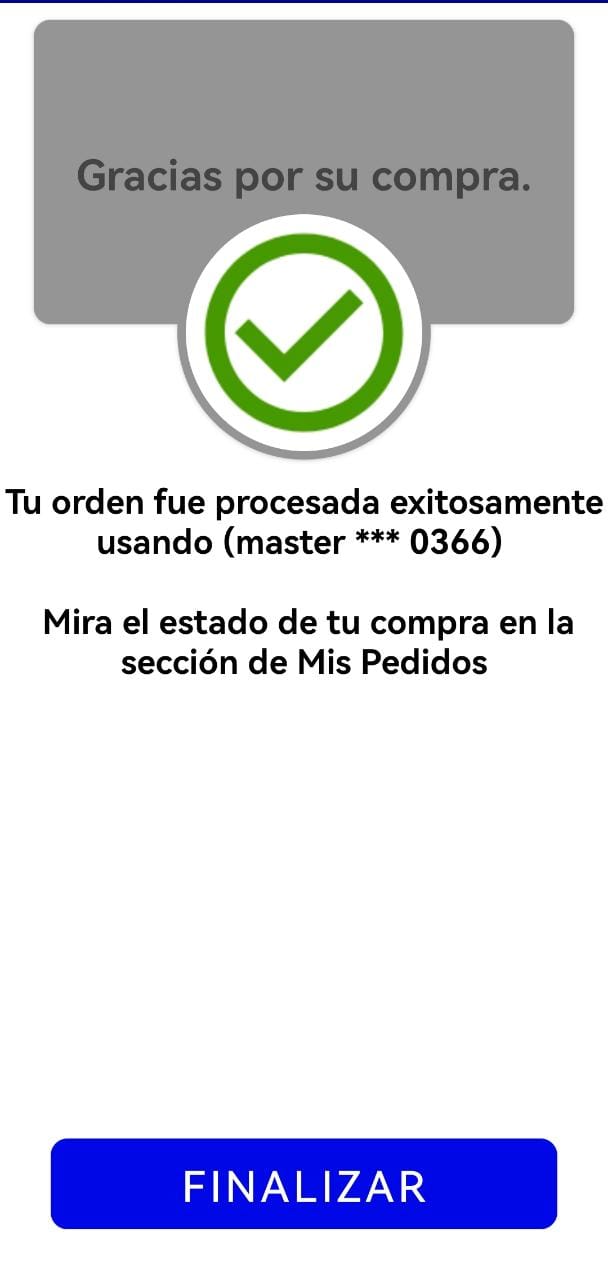 Gracias por su compra.
Tu orden fue procesada exitosamente
usando (master *** 0366)
Mira el estado de tu compra en la
sección de Mis Pedidos
FINALIZAR